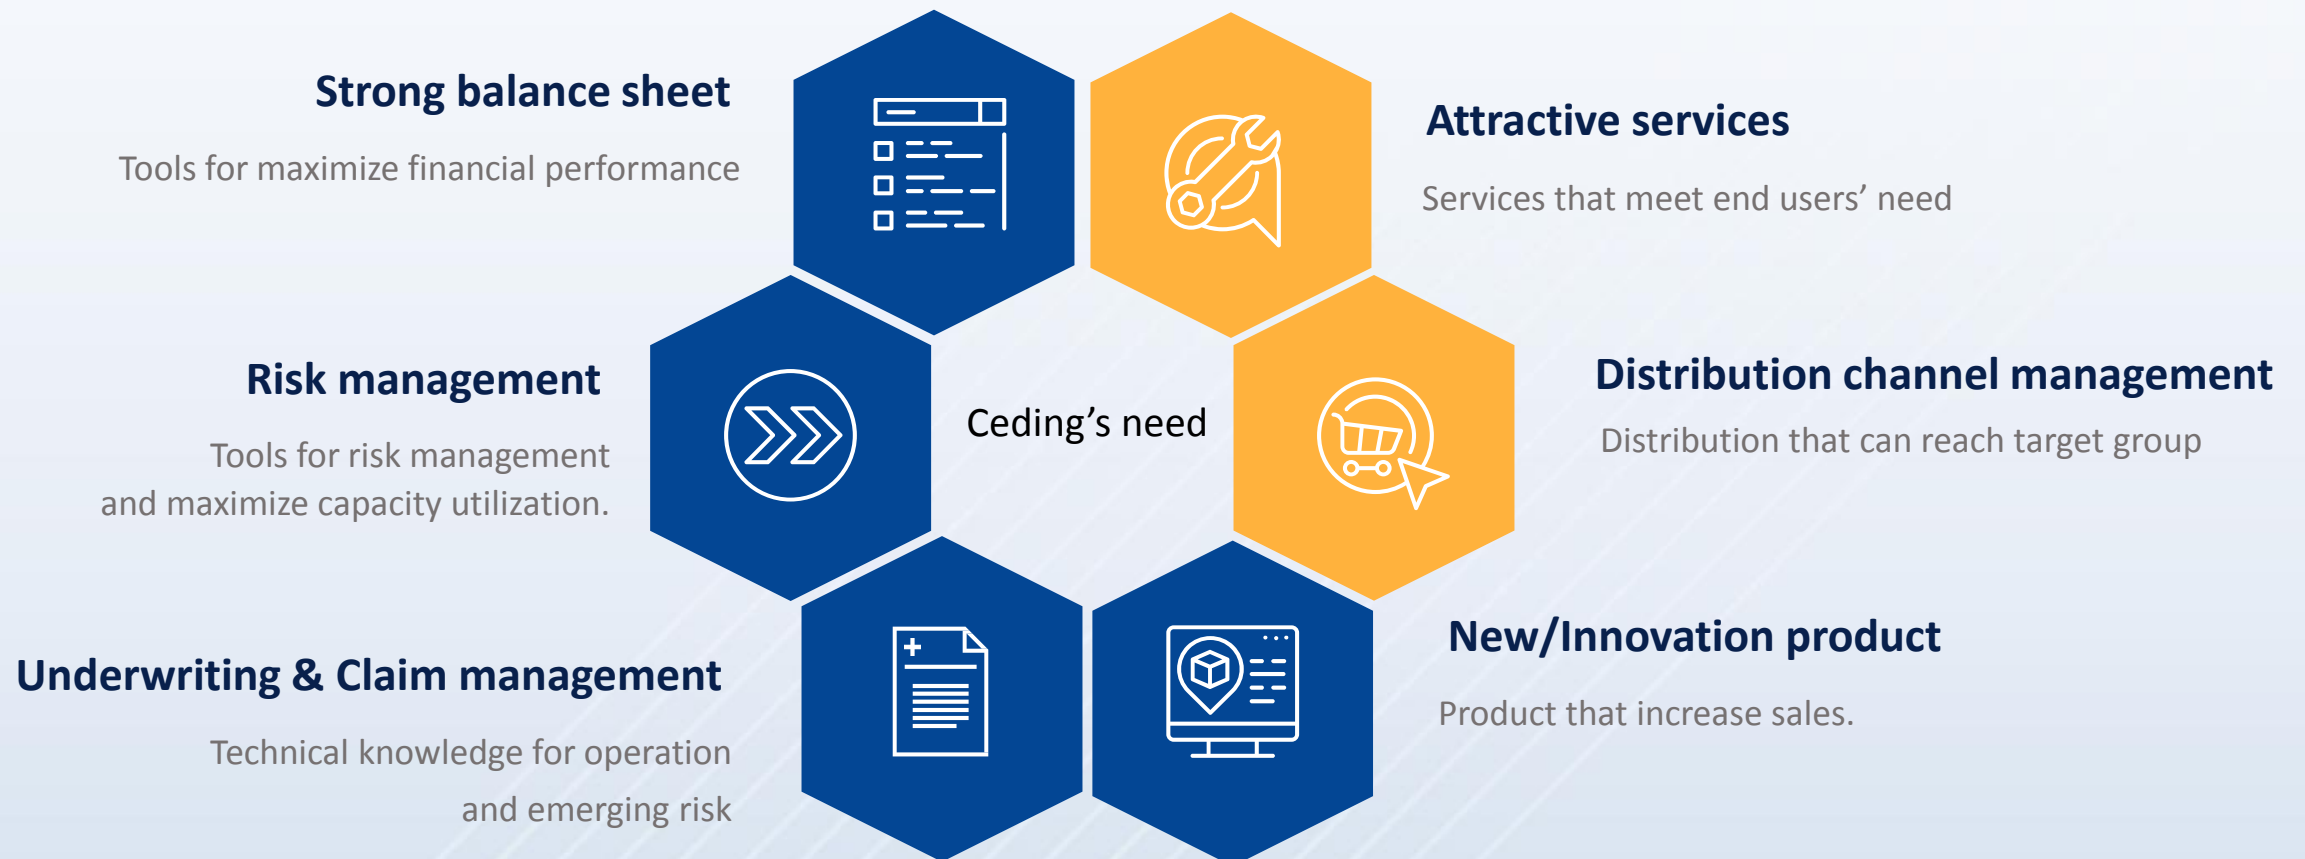 Strong balance sheet
Tools for maximize financial performance
Attractive services
Services that meet end users’ need
Risk management
Tools for risk management
and maximize capacity utilization.
Ceding’s need
Distribution channel management
Distribution that can reach target group
Underwriting & Claim management
Technical knowledge for operation
and emerging risk
New/Innovation product
Product that increase sales.